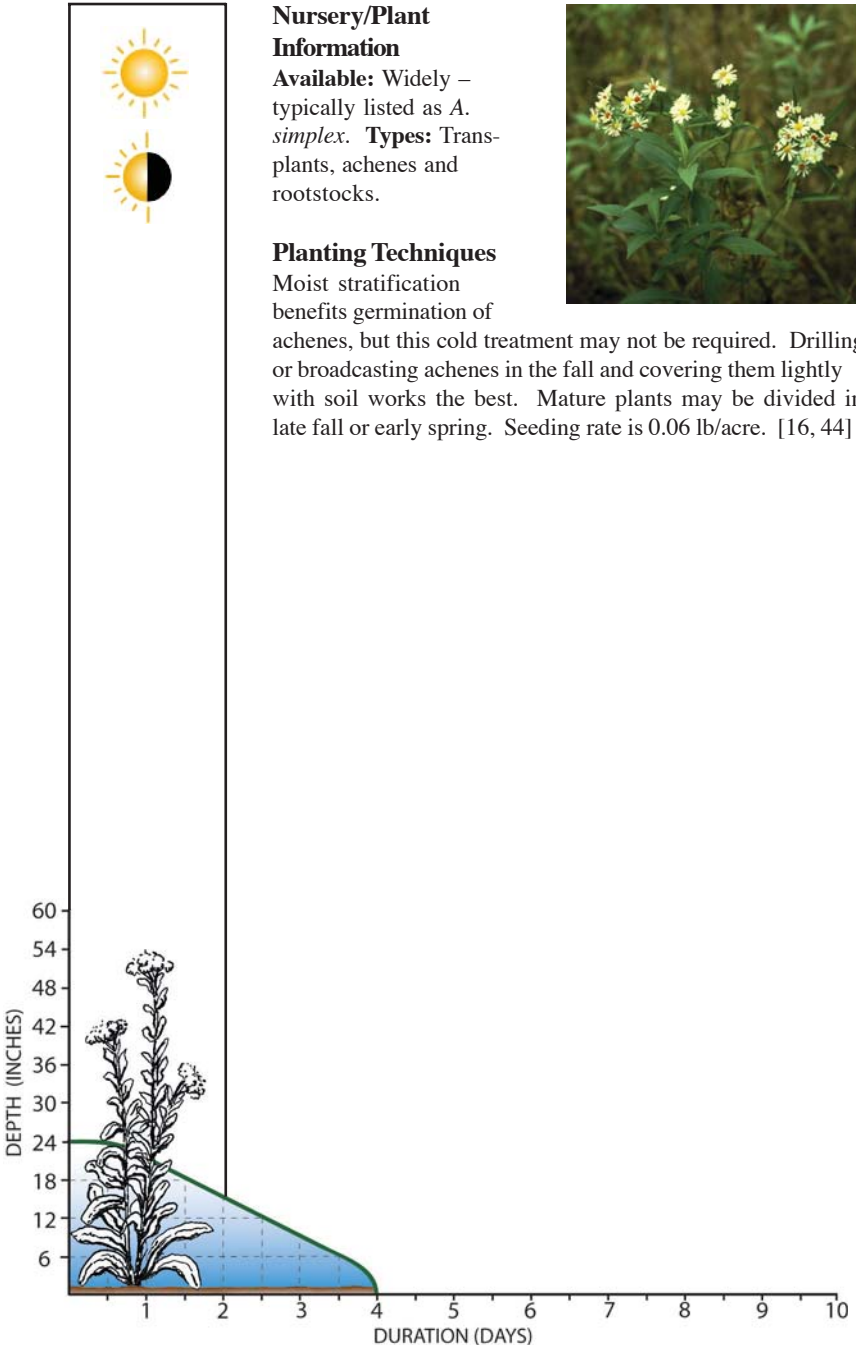 Nursery/Plant
Information
Available: Widely –
typically listed as A.
simplex. Types: Trans-
plants, achenes and
rootstocks.
Planting Techniques
Moist stratification
benefits germination of
achenes, but this cold treatment may not be required. Drilling
or broadcasting achenes in the fall and covering them lightly
with soil works the best. Mature plants may be divided in
late fall or early spring. Seeding rate is 0.06 lb/acre. [16, 44]
DEPTH (INCHES)
60
54
48
42
36
30
24
18
12
6
1 2 3 4 5 6 7 8 9 10
DURATION (DAYS)